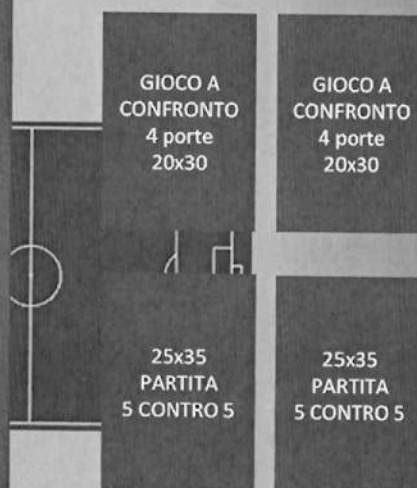 GIOCO A
CONFRONTO
4 porte
20x30
GIOCO A
CONFRONTO
4 porte
20x30
25x35
PARTITA
5 CONTRO 5
25x35
PARTITA
5 CONTRO 5